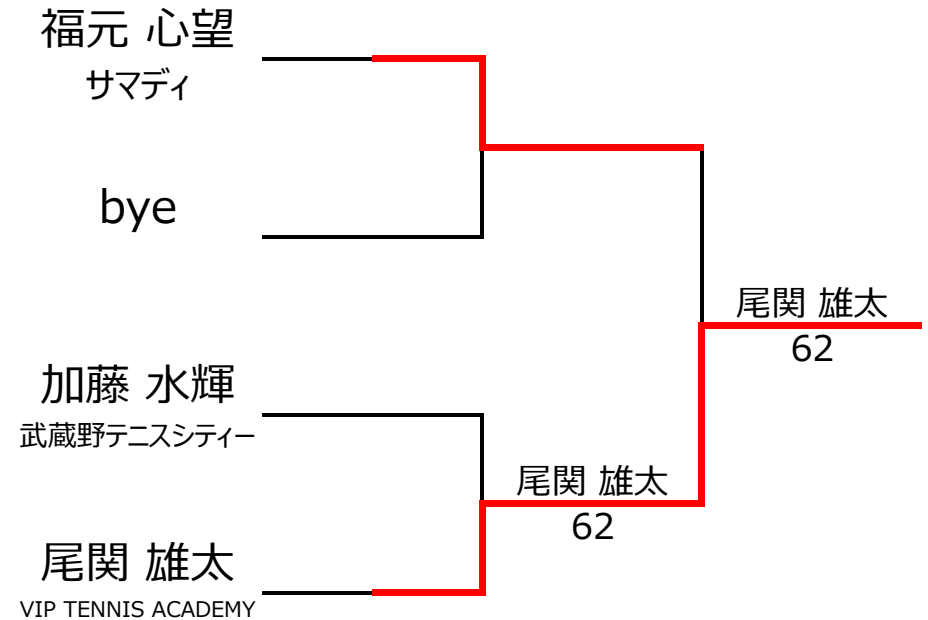 福元 心望
サマディ
bye
加藤 水輝
武蔵野テニスシティー
尾関 雄太
VIP TENNIS ACADEMY
尾関 雄太
62
尾関 雄太
62